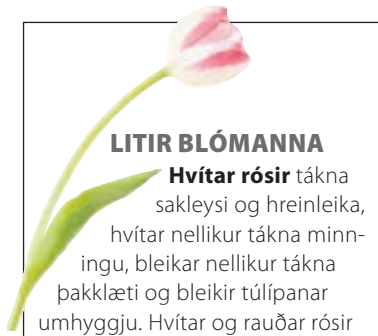 LITIR BLÓMANNA
Hvítar rósir tákna
sakleysi og hreinleika,
hvítar nellikur tákna minn-
ingu, bleikar nellikur tákna
þakklæti og bleikir túlípanar
umhyggju. Hvítar og rauðar rósir